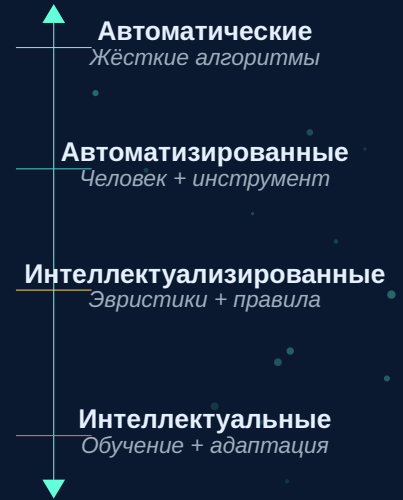 Автоматические
Жёсткие алгоритмы
Автоматизированные
Человек + инструмент
Интеллектуализированные
Эвристики + правила
Интеллектуальные
Обучение + адаптация